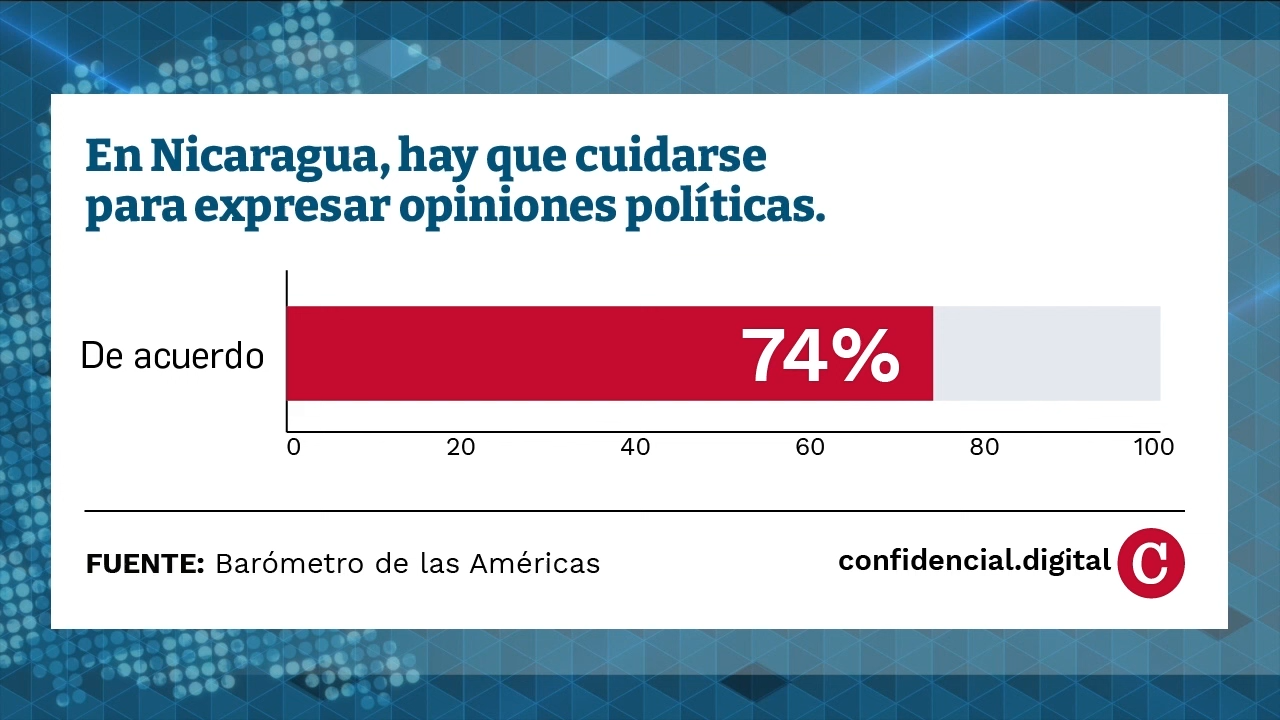 En Nicaragua, hay que cuidarse
para expresar opiniones políticas.
De acuerdo
74%
0 20 40 60 80 100
FUENTE: Barómetro de las Américas
confidencial.digital C